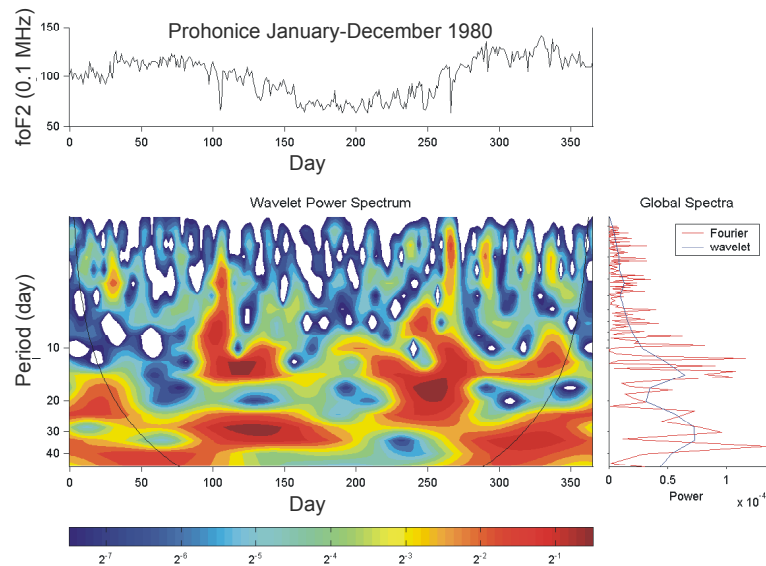 Prohonice January-December 1980
foF2 (0.1 MHz)
150
100
50
0 50 100 150 200 250 300 350
Day
Wavelet Power Spectrum
Period (day)
10
20
30
40
0 50 100 150 200 250 300 350
Day
Global Spectra
Fourier
wavelet
0 0.5 1
Power
x 10⁻⁴
2⁻⁷ 2⁻⁶ 2⁻⁵ 2⁻⁴ 2⁻³ 2⁻² 2⁻¹